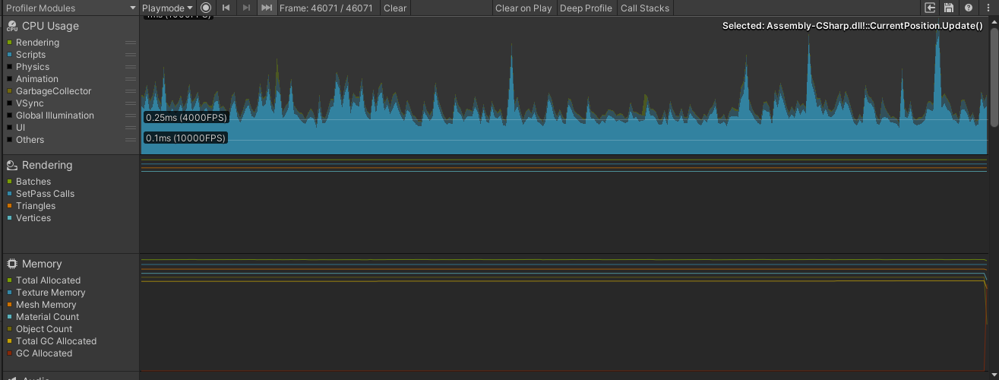 Profiler Modules Playmode Frame: 46071 / 46071 Clear Clear on Play Deep Profile Call Stacks
CPU Usage
Rendering
Scripts
Physics
Animation
GarbageCollector
VSync
Global Illumination
UI
Others
1ms (1000FPS)
Selected: Assembly-CSharp.dll!::CurrentPosition.Update()
0.25ms (4000FPS)
0.1ms (10000FPS)
Rendering
Batches
SetPass Calls
Triangles
Vertices
Memory
Total Allocated
Texture Memory
Mesh Memory
Material Count
Object Count
Total GC Allocated
GC Allocated
Audio